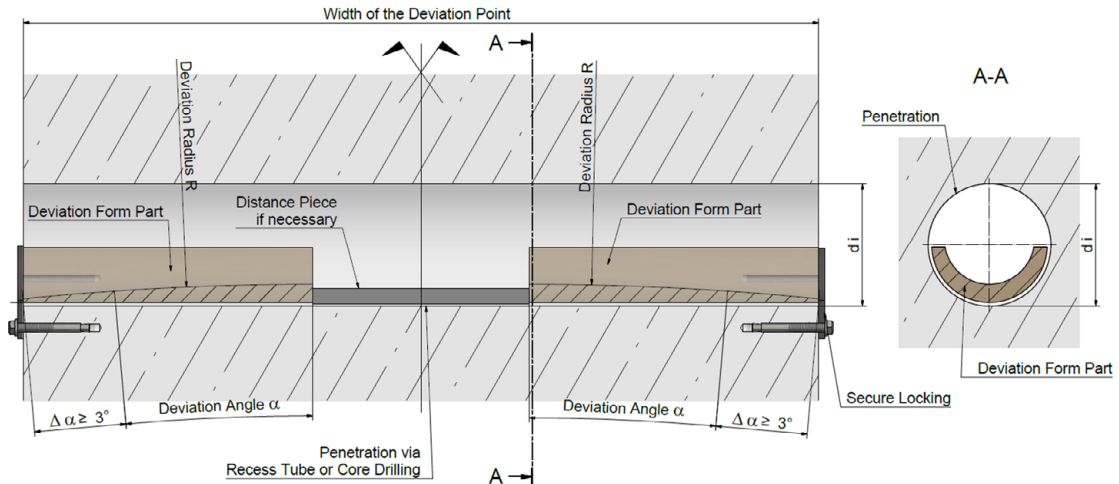 Width of the Deviation Point
A
A-A
Deviation Radius R
Deviation Radius R
Penetration
Distance Piece
if necessary
Deviation Form Part
Deviation Form Part
di
di
Deviation Form Part
Secure Locking
Δ α ≥ 3°
Deviation Angle α
Deviation Angle α
Δ α ≥ 3°
Penetration via
Recess Tube or Core Drilling
A